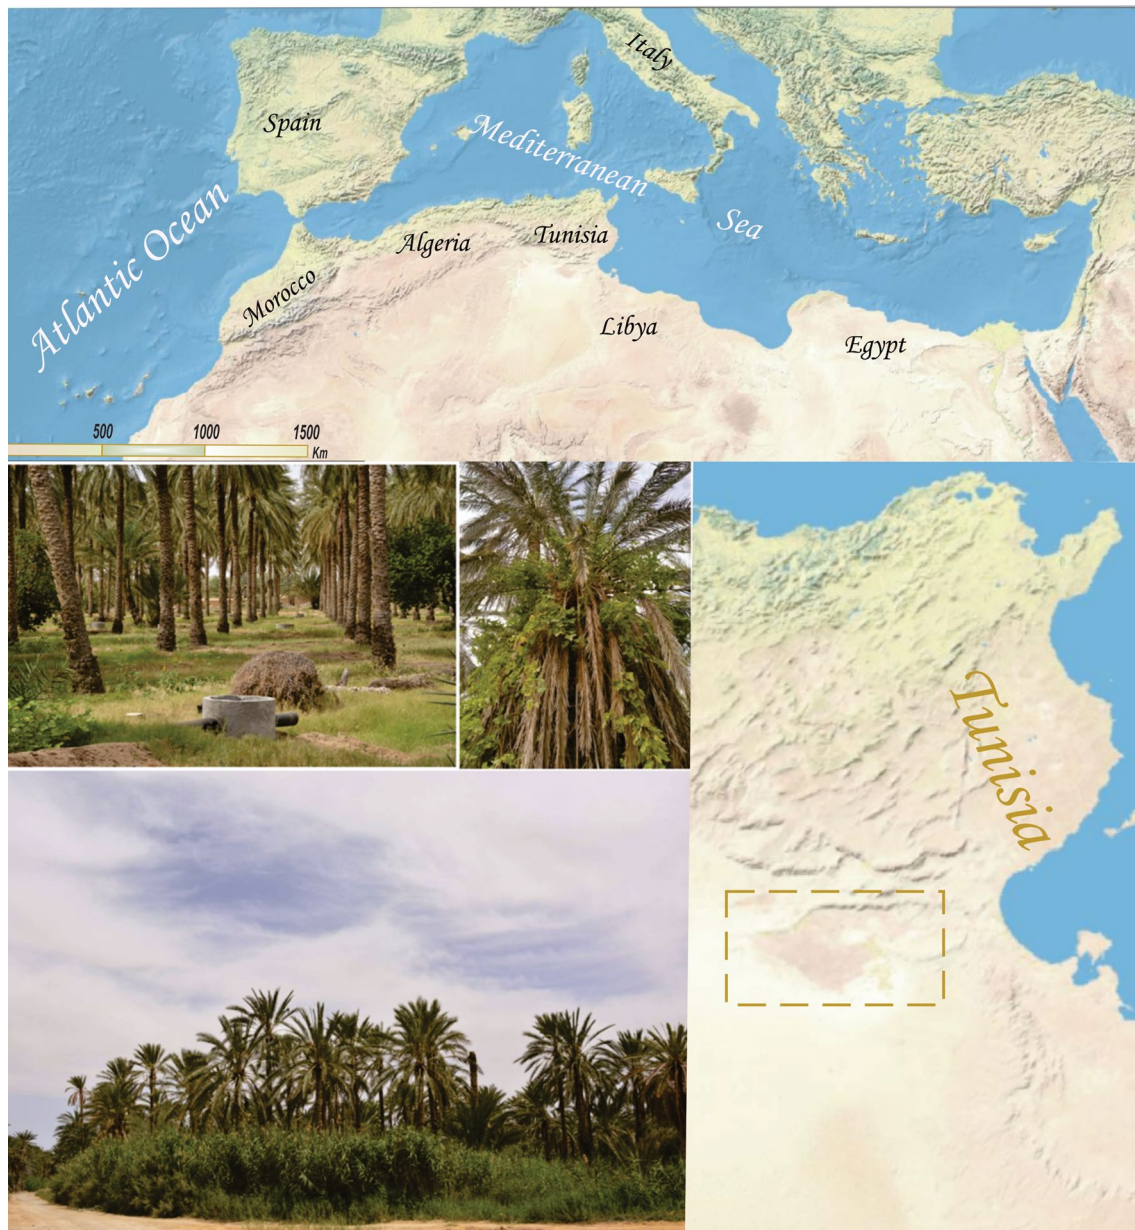 Italy
Spain
Mediterranean
Sea
Atlantic Ocean
Algeria
Tunisia
Morocco
Libya
Egypt
500
1000
1500
Km
Tunisia